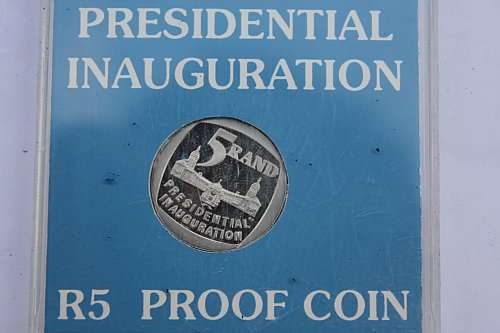 PRESIDENTIAL
INAUGURATION
5 RAND
PRESIDENTIAL
INAUGURATION
R5 PROOF COIN